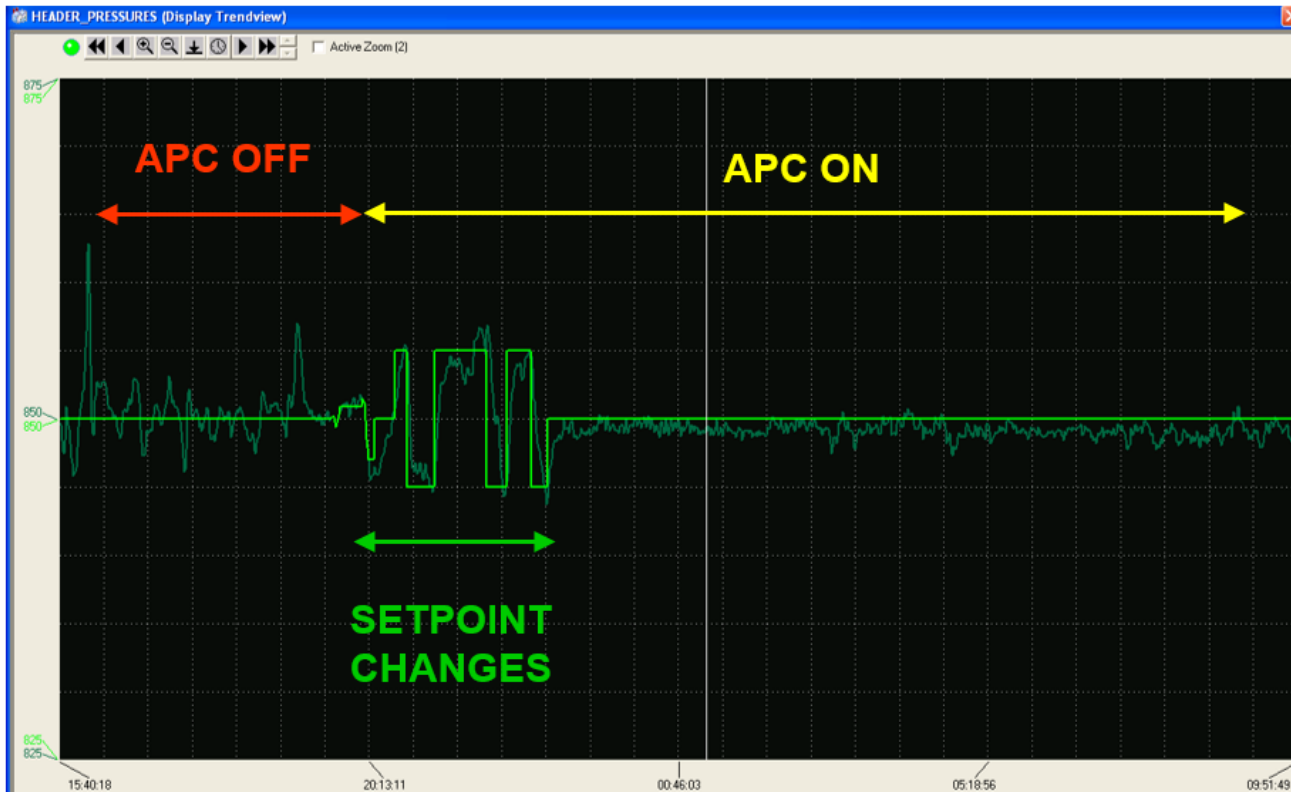 HEADER_PRESSURES (Display Trendview)
Active Zoom (2)
875
875
APC OFF
APC ON
850
850
SETPOINT
CHANGES
825
825
15:40:18 20:13:11 00:46:03 05:18:56 09:51:49